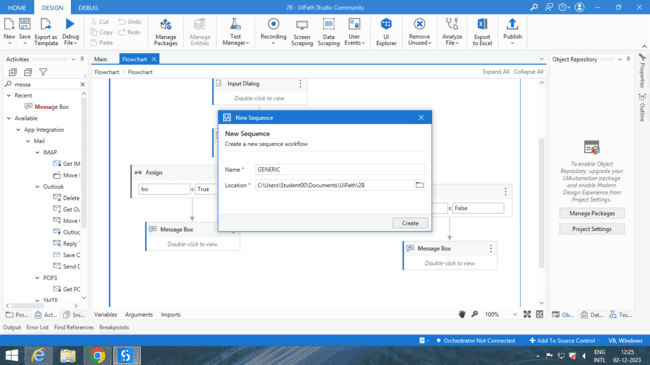 HOME DESIGN DEBUG
2B - UiPath Studio Community
New Save Export as Template Debug File
Cut Undo
Copy Redo
Paste
Manage Packages
Manage Entities
Test Manager
Recording
Screen Scraping
Data Scraping
User Events
UI Explorer
Remove Unused
Analyze File
Export to Excel
Publish
Activities
messa
Recent
Message Box
Available
App Integration
Mail
IMAP
Get IM
Move I
Outlook
Delete
Get Ou
Move
Outloo
Reply
Save O
Send O
POP3
Get PO
SMTP
Pro... Act... Sni...
Main Flowchart
Flowchart > Flowchart
Expand All Collapse All
Input Dialog
Double-click to view
New Sequence
New Sequence
Create a new sequence workflow
Name * GENERIC
Location * C:\Users\Student00\Documents\UiPath\2B
Create
Assign
bo = True
= False
Message Box
Double-click to view
Message Box
Double-click to view
Variables Arguments Imports
100%
Object Repository
To enable Object Repository, upgrade your UIAutomation package and enable Modern Design Experience from Project Settings.
Manage Packages
Project Settings
Properties
Outline
Ob... Dat... Tes...
Output Error List Find References Breakpoints
Orchestrator Not Connected
Add To Source Control
VB, Windows
ENG
INTL
12:25
02-12-2023